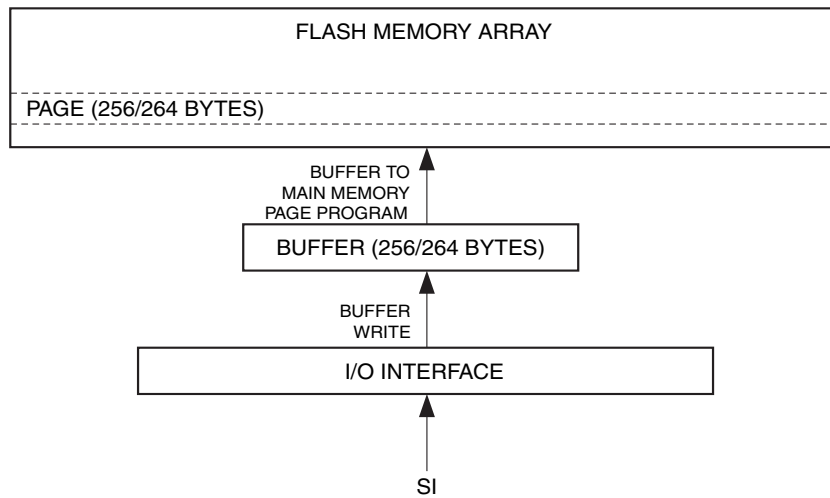 FLASH MEMORY ARRAY
PAGE (256/264 BYTES)
BUFFER TO
MAIN MEMORY
PAGE PROGRAM
BUFFER (256/264 BYTES)
BUFFER
WRITE
I/O INTERFACE
SI